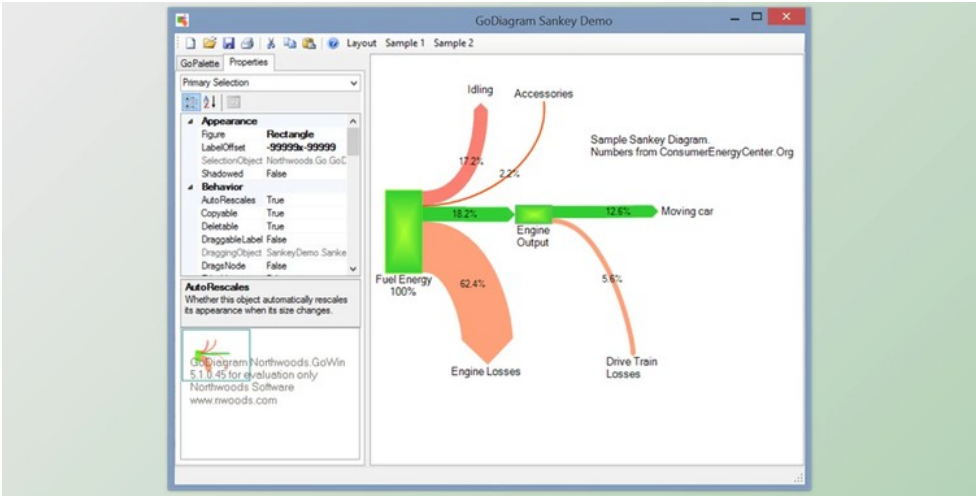 GoDiagram Sankey Demo
Layout Sample 1 Sample 2
GoPalette Properties
Primary Selection
Appearance
Figure Rectangle
LabelOffset -99999x-99999
SelectionObject Northwoods.Go.GoC
Shadowed False
Behavior
AutoRescales True
Copyable True
Deletable True
DraggableLabel False
DraggingObject SankeyDemo.Sanke
DragsNode False
AutoRescales
Whether this object automatically rescales
its appearance when its size changes.
GoDiagram Northwoods.GoWin
5.1.0.45 for evaluation only
Northwoods Software
www.nwoods.com
Idling
Accessories
Sample Sankey Diagram.
Numbers from ConsumerEnergyCenter.Org
17.2%
2.2%
18.2%
12.6%
Moving car
Engine
Output
Fuel Energy
100%
62.4%
5.6%
Engine Losses
Drive Train
Losses